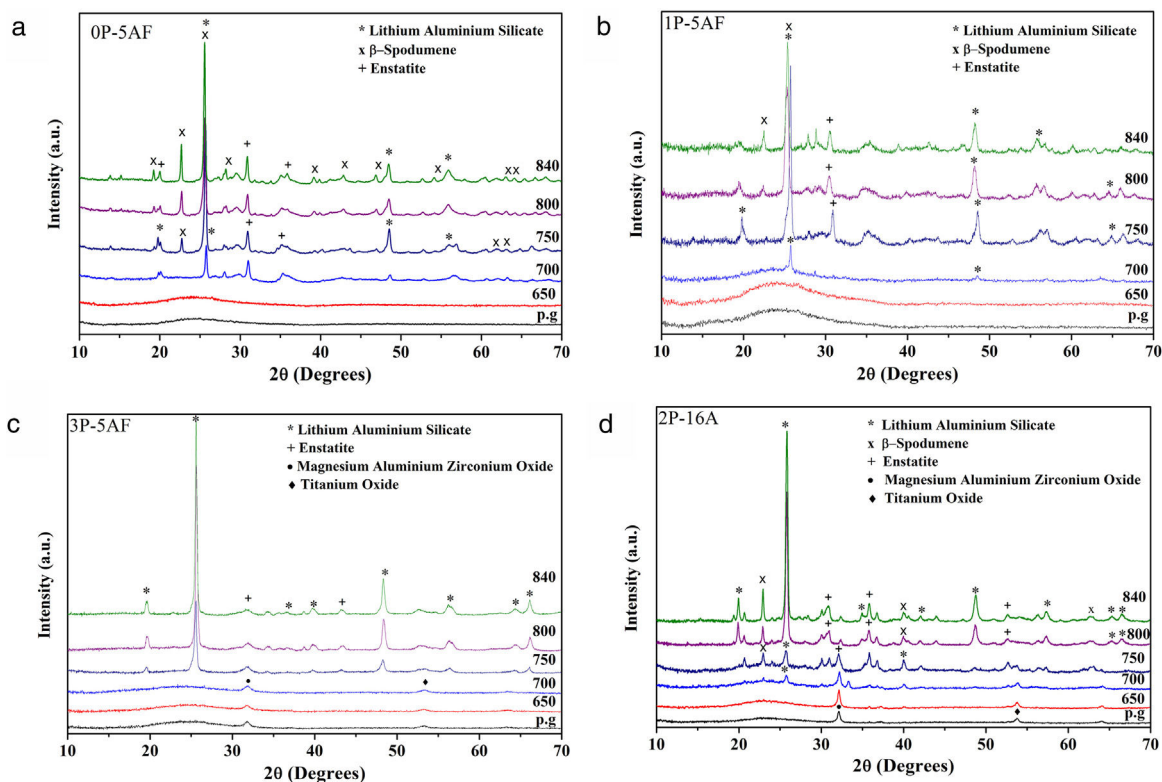 a
0P-5AF
* Lithium Aluminium Silicate
x β–Spodumene
+ Enstatite
*
x
x
+
x
+
x
x
+
x
x
x
*
x
*
x x
840
800
*
x
*
+
+
*
*
x x
750
700
650
p.g
Intensity (a.u.)
10 20 30 40 50 60 70
2θ (Degrees)
b
1P-5AF
* Lithium Aluminium Silicate
x β–Spodumene
+ Enstatite
x
*
x
+
*
*
840
+
*
*
800
*
+
*
*
750
*
*
700
650
p.g
Intensity (a.u.)
10 20 30 40 50 60 70
2θ (Degrees)
c
3P-5AF
* Lithium Aluminium Silicate
+ Enstatite
• Magnesium Aluminium Zirconium Oxide
♦ Titanium Oxide
*
*
+
*
*
+
*
*
*
*
840
800
750
•
♦
700
650
p.g
Intensity (a.u.)
10 20 30 40 50 60 70
2θ (Degrees)
d
2P-16A
* Lithium Aluminium Silicate
x β–Spodumene
+ Enstatite
• Magnesium Aluminium Zirconium Oxide
♦ Titanium Oxide
*
*
x
+
*
+
x
*
*
+
*
x
* *
840
+
+
x
+
* *
800
x
*
+
*
750
*
700
650
•
♦
p.g
Intensity (a.u.)
10 20 30 40 50 60 70
2θ (Degrees)